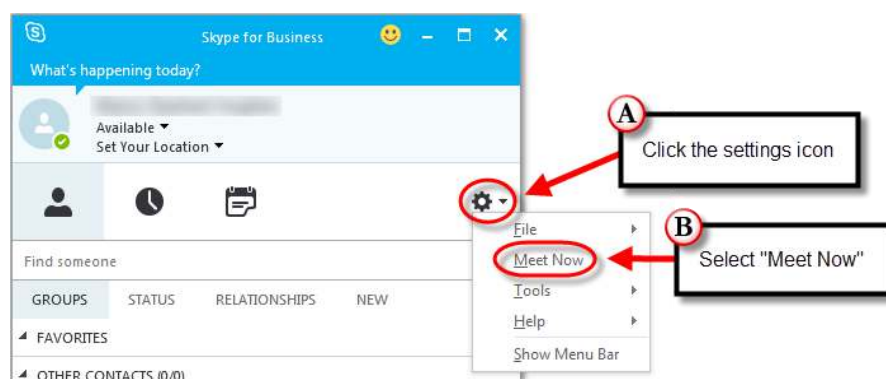 Skype for Business
What's happening today?
Available
Set Your Location
A
Click the settings icon
File
B
Meet Now
Select "Meet Now"
Find someone
Tools
GROUPS STATUS RELATIONSHIPS NEW
Help
FAVORITES
Show Menu Bar
OTHER CONTACTS (0/0)